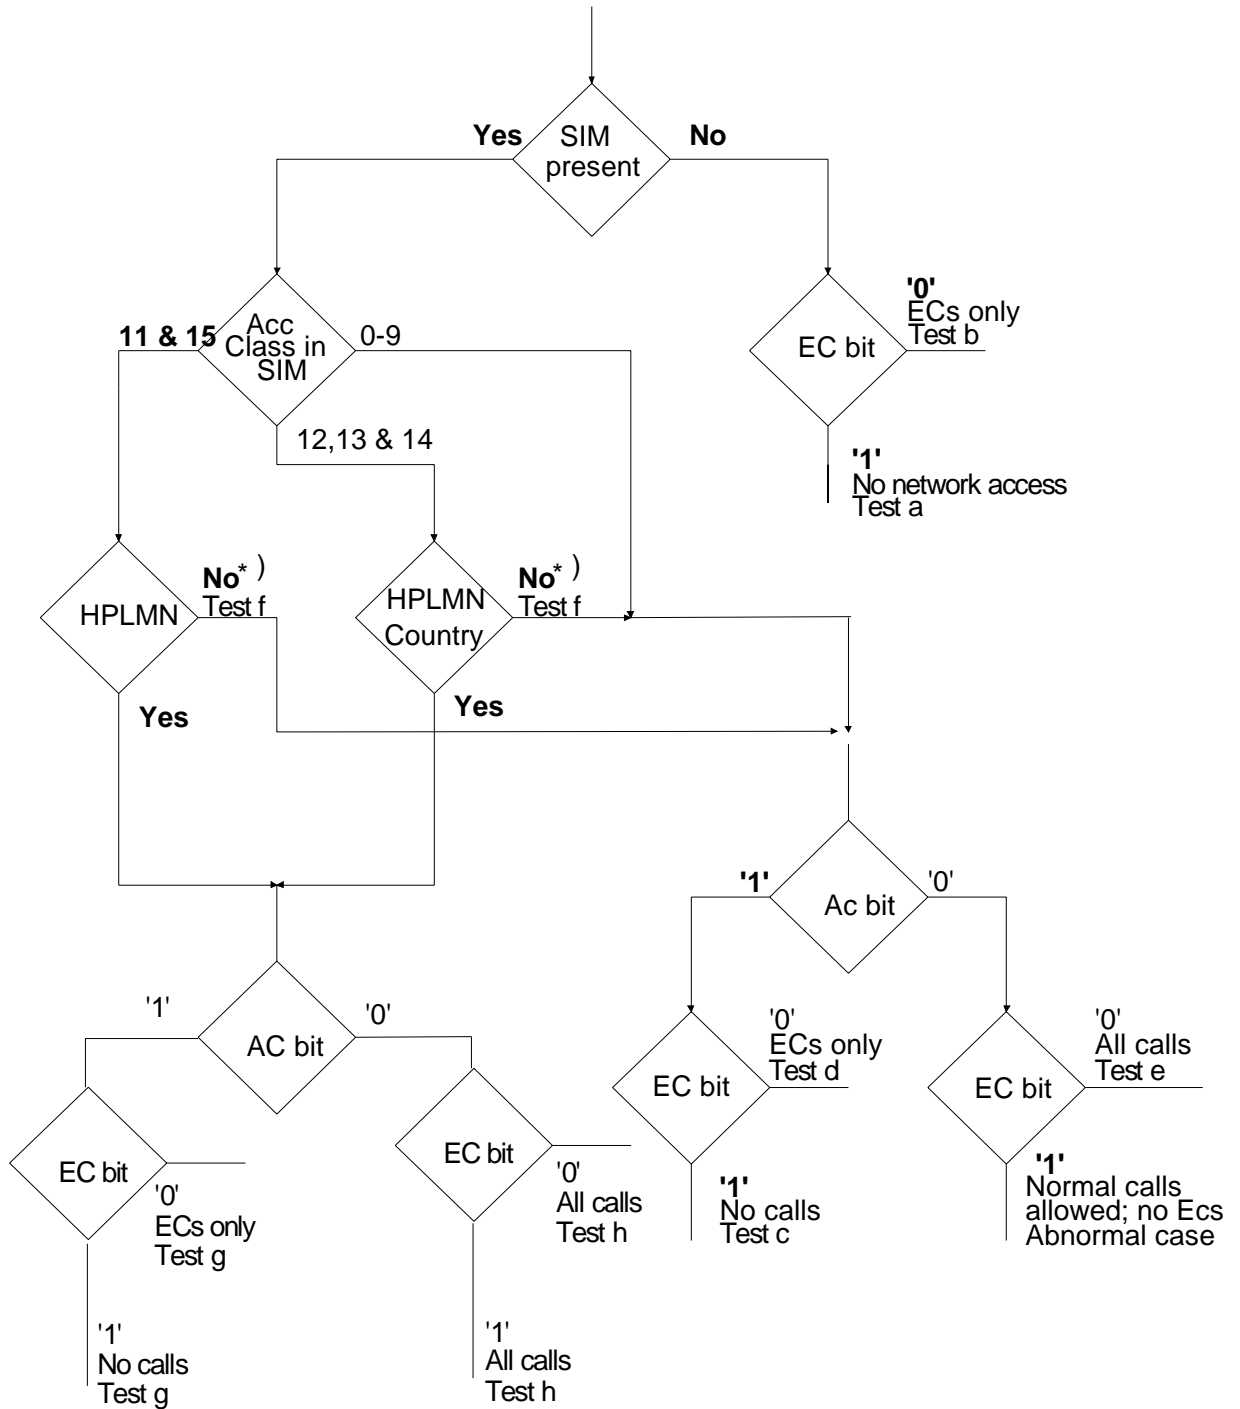 Yes
SIM
present
No
'0'
ECs only
Test b
EC bit
'1'
No network access
Test a
11 & 15
Acc
Class in
SIM
0-9
12,13 & 14
HPLMN
No* )
Test f
HPLMN
Country
No* )
Test f
Yes
Yes
'1'
Ac bit
'0'
'1'
AC bit
'0'
EC bit
'0'
ECs only
Test d
'1'
No calls
Test c
EC bit
'0'
All calls
Test e
'1'
Normal calls
allowed; no Ecs
Abnormal case
EC bit
'0'
ECs only
Test g
'1'
No calls
Test g
EC bit
'0'
All calls
Test h
'1'
All calls
Test h